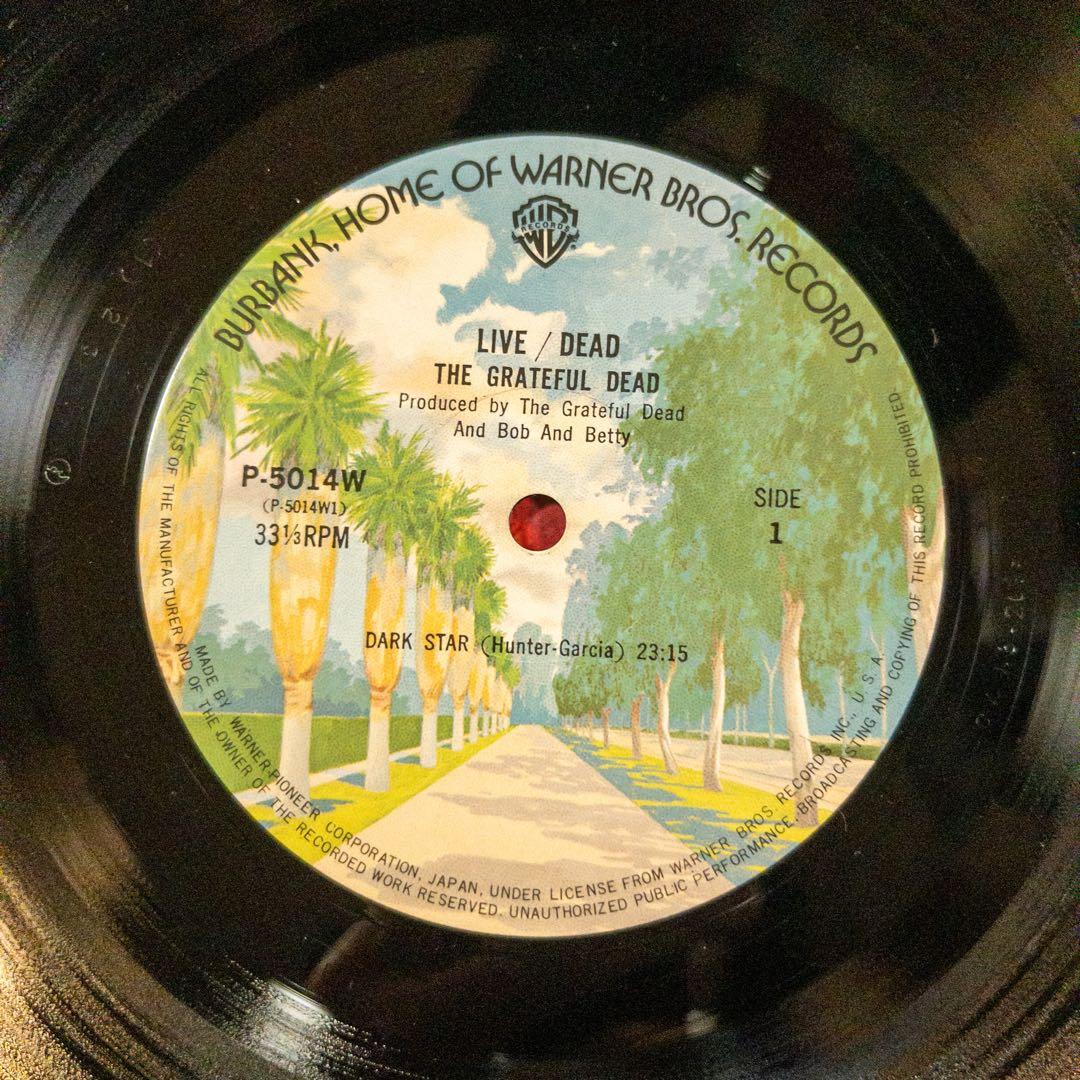 BURBANK, HOME OF WARNER BROS. RECORDS
WB
RECORDS
LIVE / DEAD
THE GRATEFUL DEAD
Produced by The Grateful Dead
And Bob And Betty
P-5014W
(P-5014W1)
33⅓RPM
SIDE
1
DARK STAR (Hunter-Garcia) 23:15
MADE BY WARNER-PIONEER CORPORATION, JAPAN, UNDER LICENSE FROM WARNER BROS. RECORDS INC., U.S.A.
ALL RIGHTS OF THE MANUFACTURER AND OF THE OWNER OF THE RECORDED WORK RESERVED. UNAUTHORIZED PUBLIC PERFORMANCE, BROADCASTING AND COPYING OF THIS RECORD PROHIBITED.